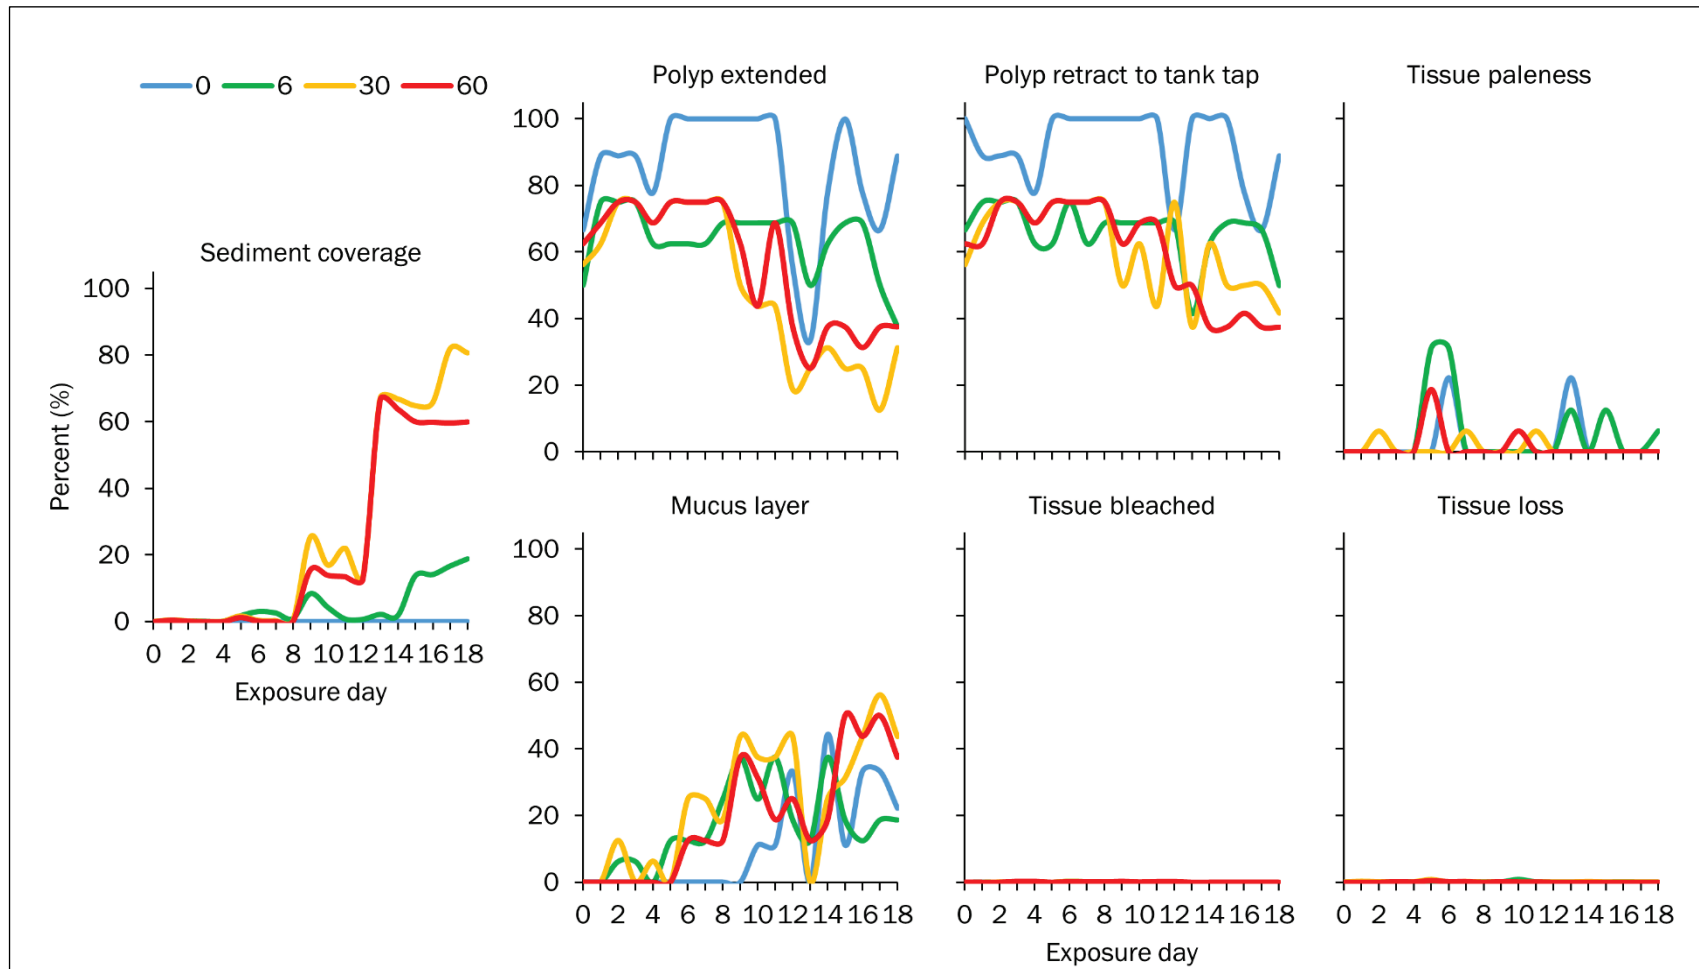 0 6 30 60
Sediment coverage
100
80
60
40
20
0
Percent (%)
0 2 4 6 8 10 12 14 16 18
Exposure day
Polyp extended
100
80
60
40
20
0
Polyp retract to tank tap
Tissue paleness
Mucus layer
100
80
60
40
20
0
0 2 4 6 8 10 12 14 16 18
Tissue bleached
0 2 4 6 8 10 12 14 16 18
Exposure day
Tissue loss
0 2 4 6 8 10 12 14 16 18